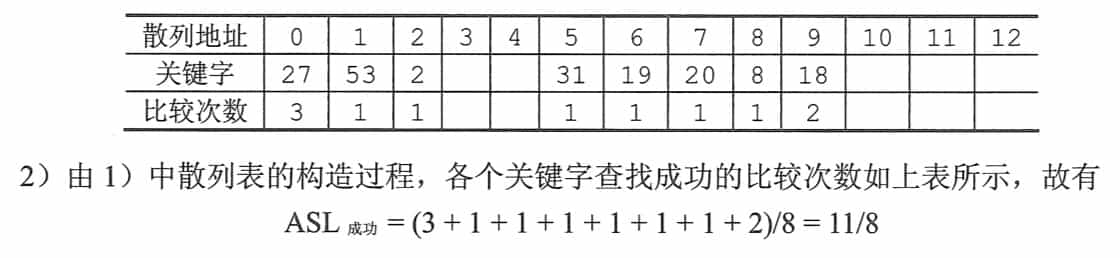 散列地址 0 1 2 3 4 5 6 7 8 9 10 11 12
关键字 27 53 2 31 19 20 8 18
比较次数 3 1 1 1 1 1 1 2
2）由 1）中散列表的构造过程，各个关键字查找成功的比较次数如上表所示，故有
ASL 成功 = (3 + 1 + 1 + 1 + 1 + 1 + 1 + 2)/8 = 11/8